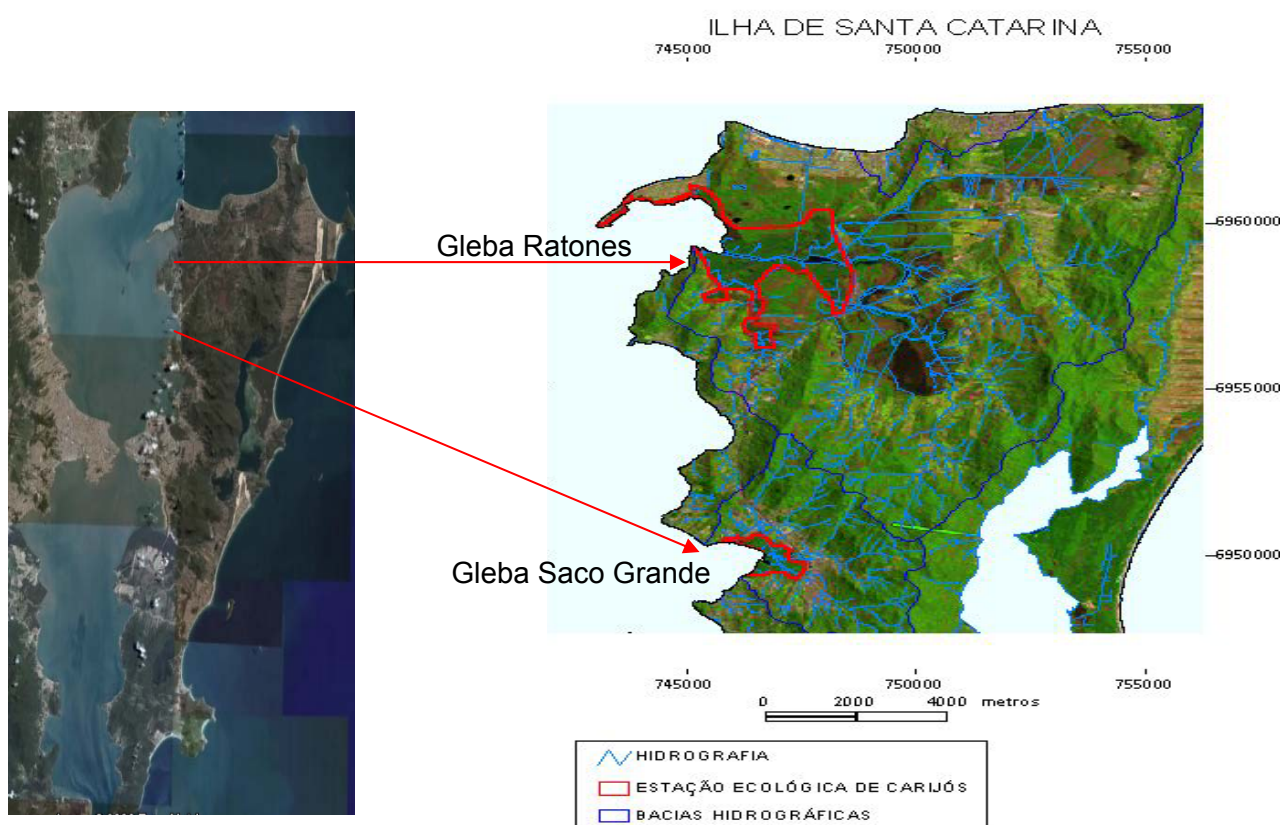 ILHA DE SANTA CATARINA
745000 750000 755000
Gleba Ratones
6960000
6955000
Gleba Saco Grande
6950000
745000 750000 755000
0 2000 4000 metros
HIDROGRAFIA
ESTAÇÃO ECOLÓGICA DE CARIJÓS
BACIAS HIDROGRÁFICAS